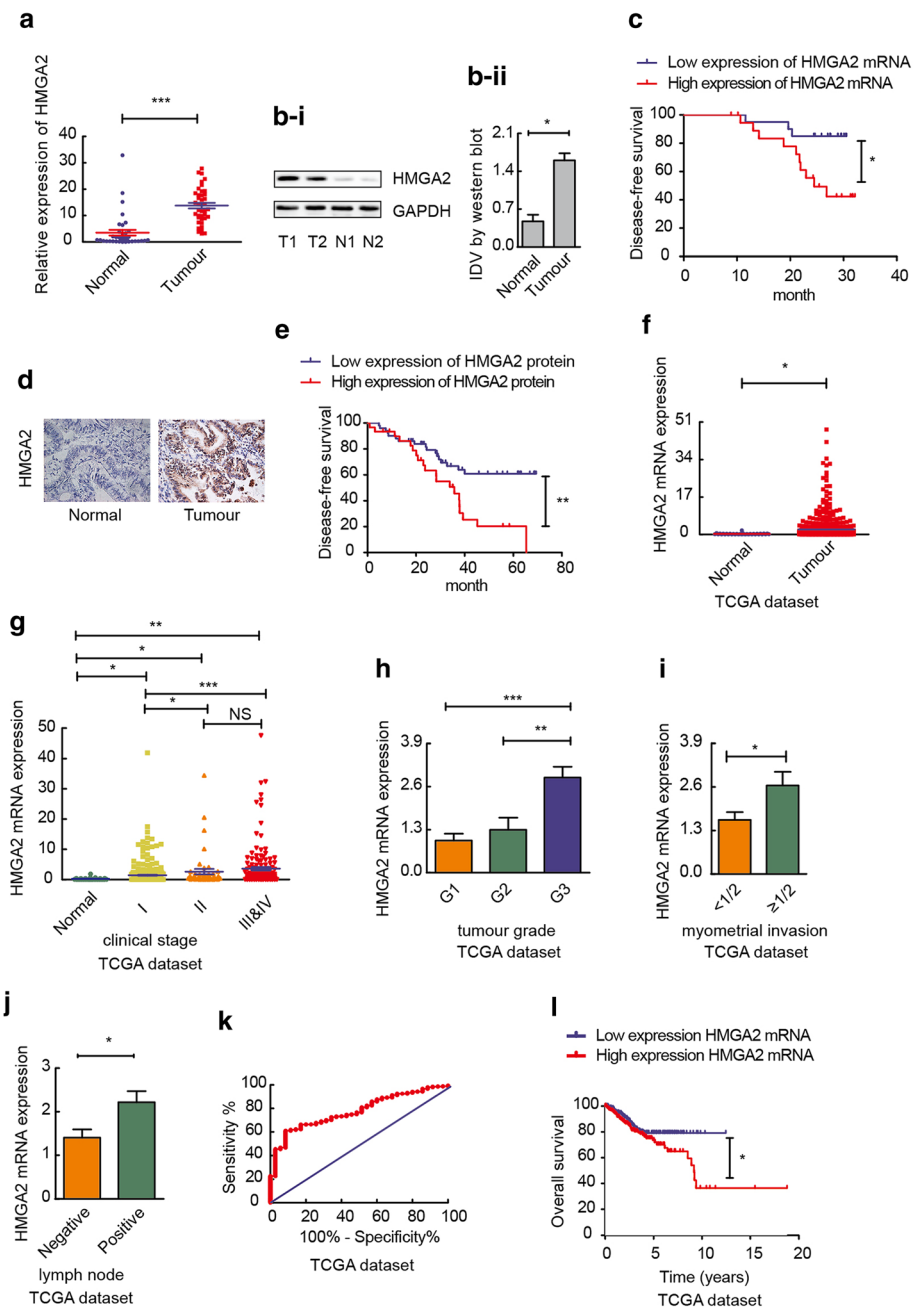 a
Relative expression of HMGA2
***
40
30
20
10
0
Normal
Tumour
b-i
HMGA2
GAPDH
T1 T2 N1 N2
b-ii
IDV by western blot
*
2.1
1.4
0.7
0.0
Normal
Tumour
c
Low expression of HMGA2 mRNA
High expression of HMGA2 mRNA
Disease-free survival
100
80
60
40
20
0
*
0 10 20 30 40
month
d
HMGA2
Normal
Tumour
e
Low expression of HMGA2 protein
High expression of HMGA2 protein
Disease-free survival
100
80
60
40
20
0
**
0 20 40 60 80
month
f
HMGA2 mRNA expression
*
51
34
17
0
Normal
Tumour
TCGA dataset
g
HMGA2 mRNA expression
**
*
*
***
*
NS
50
40
30
20
10
0
Normal
I
II
III&IV
clinical stage
TCGA dataset
h
HMGA2 mRNA expression
***
**
3.9
2.6
1.3
0.0
G1
G2
G3
tumour grade
TCGA dataset
i
HMGA2 mRNA expression
*
3.9
2.6
1.3
0.0
<1/2
≥1/2
myometrial invasion
TCGA dataset
j
HMGA2 mRNA expression
*
3
2
1
0
Negative
Positive
lymph node
TCGA dataset
k
Sensitivity %
100
80
60
40
20
0
0 20 40 60 80 100
100% - Specificity%
TCGA dataset
l
Low expression HMGA2 mRNA
High expression HMGA2 mRNA
Overall survival
100
80
60
40
20
0
*
0 5 10 15 20
Time (years)
TCGA dataset